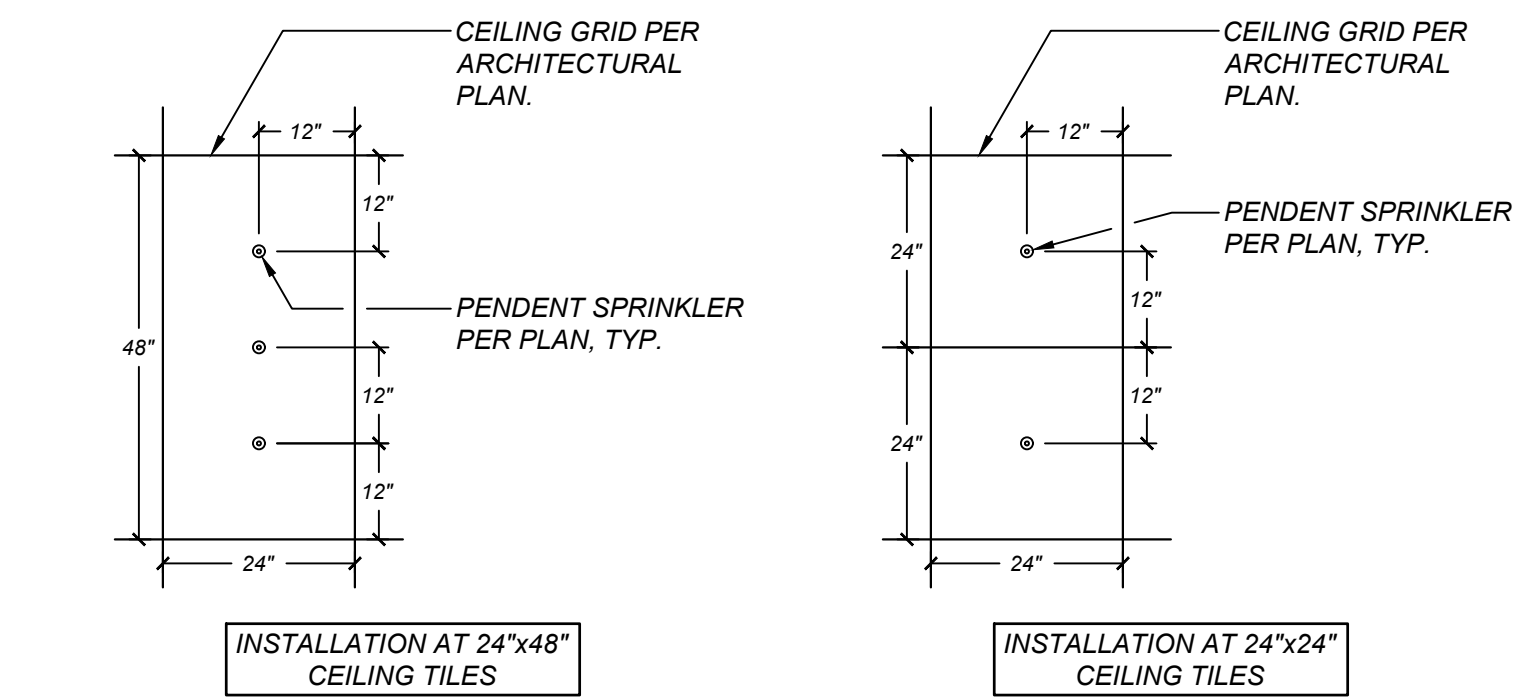 CEILING GRID PER
ARCHITECTURAL
PLAN.
12"
12"
48"
PENDENT SPRINKLER
PER PLAN, TYP.
12"
12"
24"
INSTALLATION AT 24"x48"
CEILING TILES
CEILING GRID PER
ARCHITECTURAL
PLAN.
12"
PENDENT SPRINKLER
PER PLAN, TYP.
24"
12"
12"
24"
24"
INSTALLATION AT 24"x24"
CEILING TILES